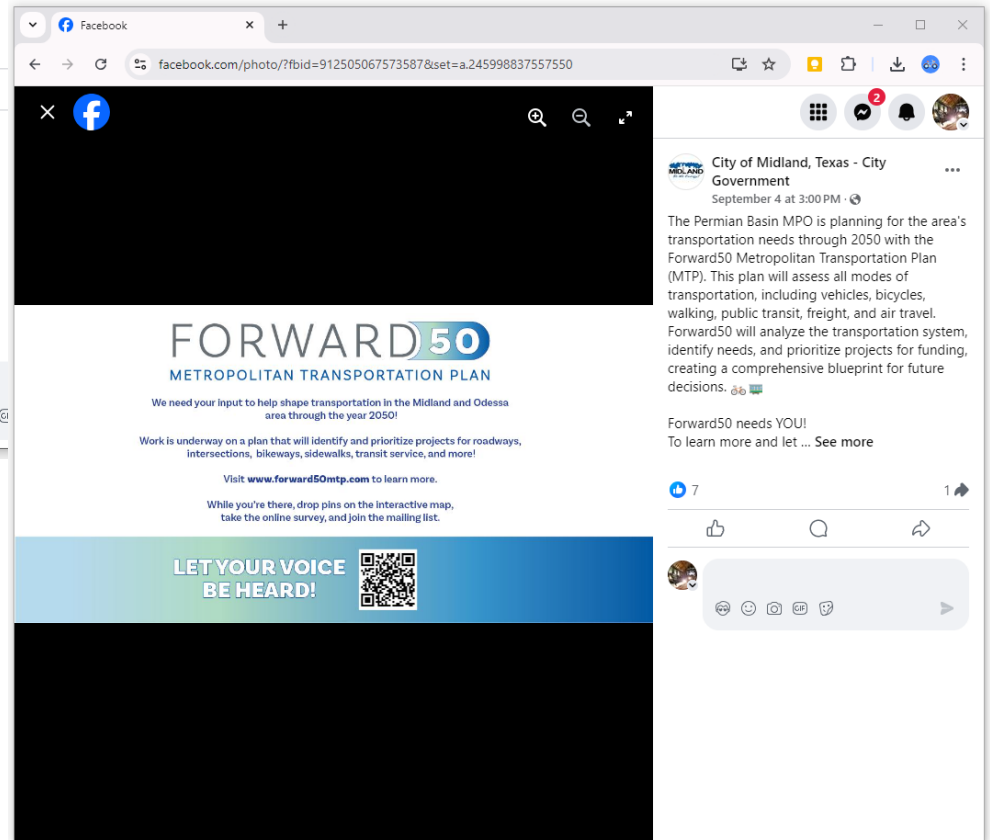 Facebook
facebook.com/photo/?fbid=912505067573587&set=a.245998837557550
2
FORWARD 50
METROPOLITAN TRANSPORTATION PLAN
We need your input to help shape transportation in the Midland and Odessa
area through the year 2050!
Work is underway on a plan that will identify and prioritize projects for roadways,
intersections, bikeways, sidewalks, transit service, and more!
Visit www.forward50mtp.com to learn more.
While you're there, drop pins on the interactive map,
take the online survey, and join the mailing list.
LET YOUR VOICE
BE HEARD!
MIDLAND
City of Midland, Texas - City
Government
September 4 at 3:00 PM ·
The Permian Basin MPO is planning for the area's
transportation needs through 2050 with the
Forward50 Metropolitan Transportation Plan
(MTP). This plan will assess all modes of
transportation, including vehicles, bicycles,
walking, public transit, freight, and air travel.
Forward50 will analyze the transportation system,
identify needs, and prioritize projects for funding,
creating a comprehensive blueprint for future
decisions. 🚲 🚃
Forward50 needs YOU!
To learn more and let ... See more
7
1
GIF